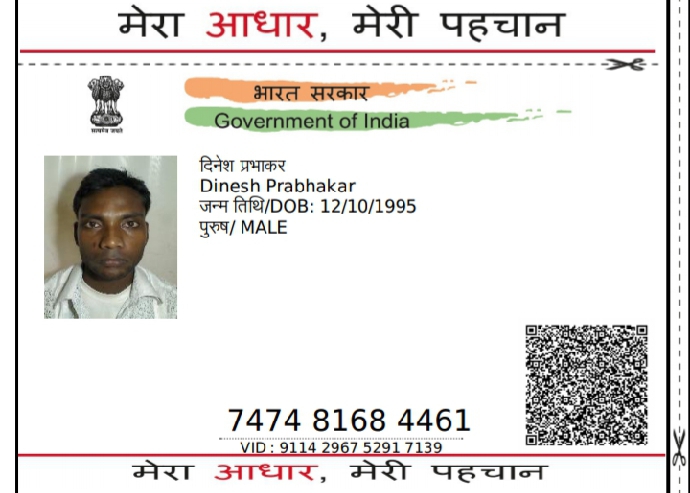 मेरा आधार, मेरी पहचान
सत्यमेव जयते
भारत सरकार
Government of India
दिनेश प्रभाकर
Dinesh Prabhakar
जन्म तिथि/DOB: 12/10/1995
पुरुष/ MALE
7474 8168 4461
VID : 9114 2967 5291 7139
मेरा आधार, मेरी पहचान